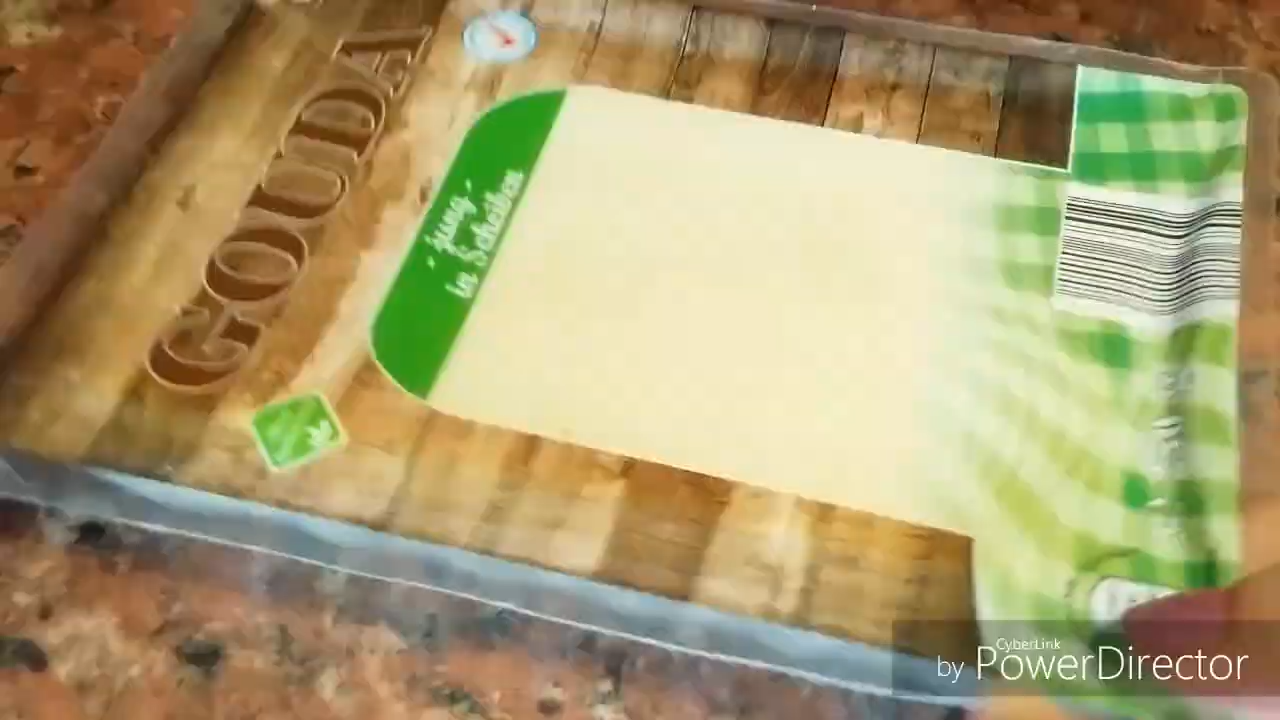 GOUDA
- jung -
in Scheiben
CyberLink
by PowerDirector